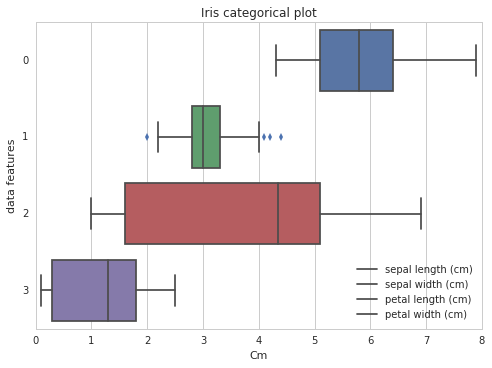 Iris categorical plot
0
1
2
3
data features
sepal length (cm)
sepal width (cm)
petal length (cm)
petal width (cm)
0 1 2 3 4 5 6 7 8
Cm